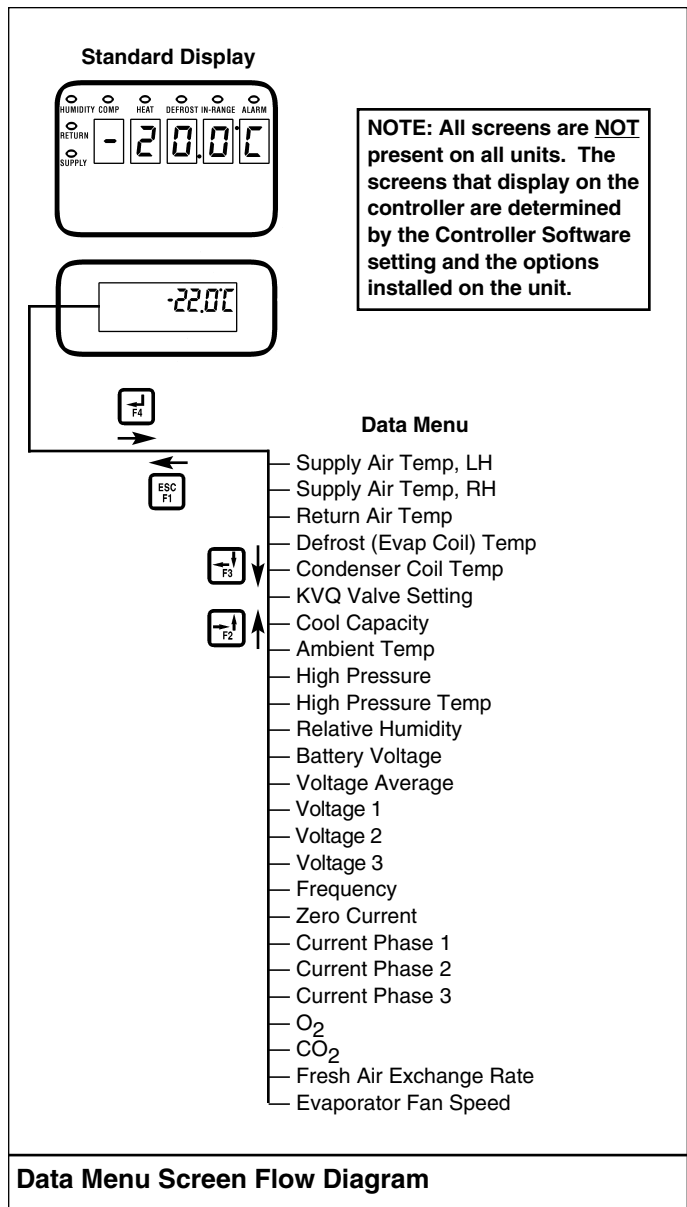 Standard Display
HUMIDITY COMP HEAT DEFROST IN-RANGE ALARM
RETURN
SUPPLY
-20.0°C
NOTE: All screens are NOT
present on all units. The
screens that display on the
controller are determined
by the Controller Software
setting and the options
installed on the unit.
-22.0°C
F4
ESC
F1
Data Menu
Supply Air Temp, LH
Supply Air Temp, RH
Return Air Temp
Defrost (Evap Coil) Temp
F3
Condenser Coil Temp
KVQ Valve Setting
F2
Cool Capacity
Ambient Temp
High Pressure
High Pressure Temp
Relative Humidity
Battery Voltage
Voltage Average
Voltage 1
Voltage 2
Voltage 3
Frequency
Zero Current
Current Phase 1
Current Phase 2
Current Phase 3
O2
CO2
Fresh Air Exchange Rate
Evaporator Fan Speed
Data Menu Screen Flow Diagram